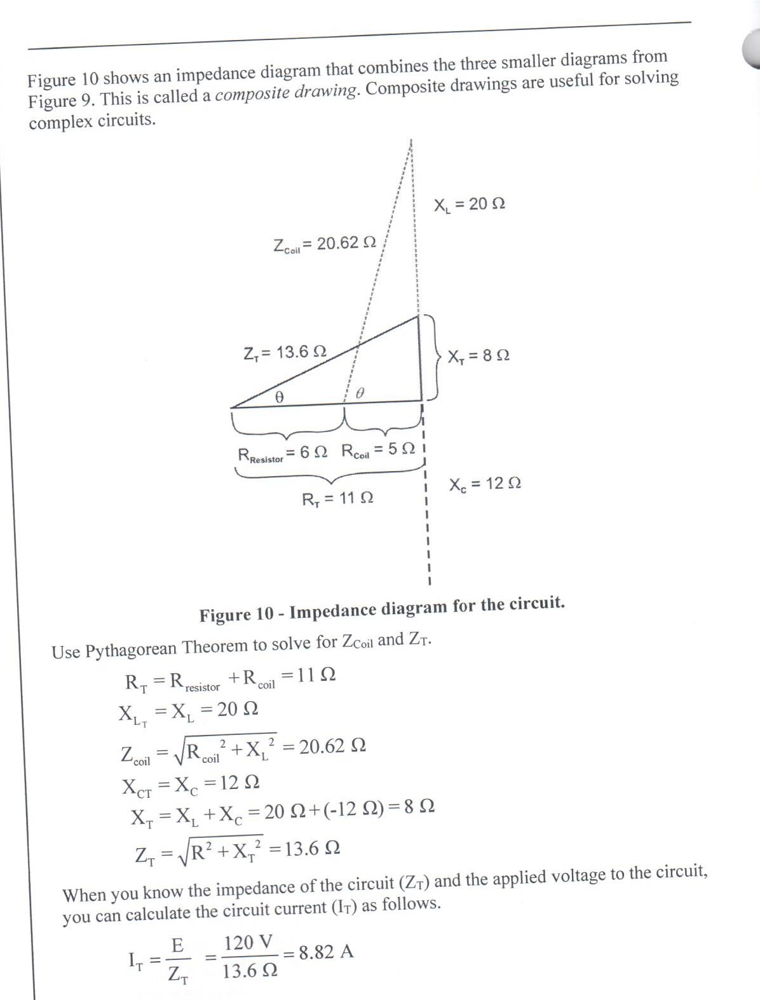 Figure 10 shows an impedance diagram that combines the three smaller diagrams from
Figure 9. This is called a composite drawing. Composite drawings are useful for solving
complex circuits.
X_L = 20 Ω
Z_Coil = 20.62 Ω
Z_T = 13.6 Ω
X_T = 8 Ω
θ θ
R_Resistor = 6 Ω R_Coil = 5 Ω
X_C = 12 Ω
R_T = 11 Ω
Figure 10 - Impedance diagram for the circuit.
Use Pythagorean Theorem to solve for Z_Coil and Z_T.
R_T = R_resistor + R_coil = 11 Ω
X_L_T = X_L = 20 Ω
Z_coil = √(R_coil² + X_L²) = 20.62 Ω
X_CT = X_C = 12 Ω
X_T = X_L + X_C = 20 Ω + (-12 Ω) = 8 Ω
Z_T = √(R² + X_T²) = 13.6 Ω
When you know the impedance of the circuit (Z_T) and the applied voltage to the circuit,
you can calculate the circuit current (I_T) as follows.
I_T = E / Z_T = 120 V / 13.6 Ω = 8.82 A